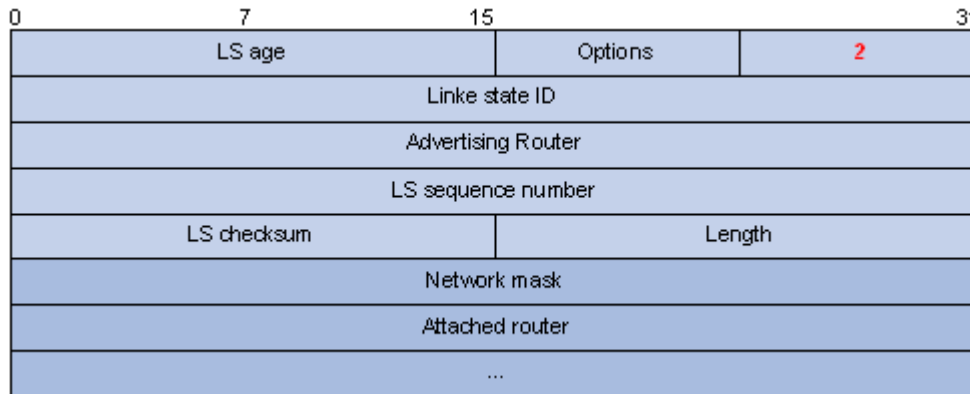 0 7 15 3
LS age Options 2
Linke state ID
Advertising Router
LS sequence number
LS checksum Length
Network mask
Attached router
...